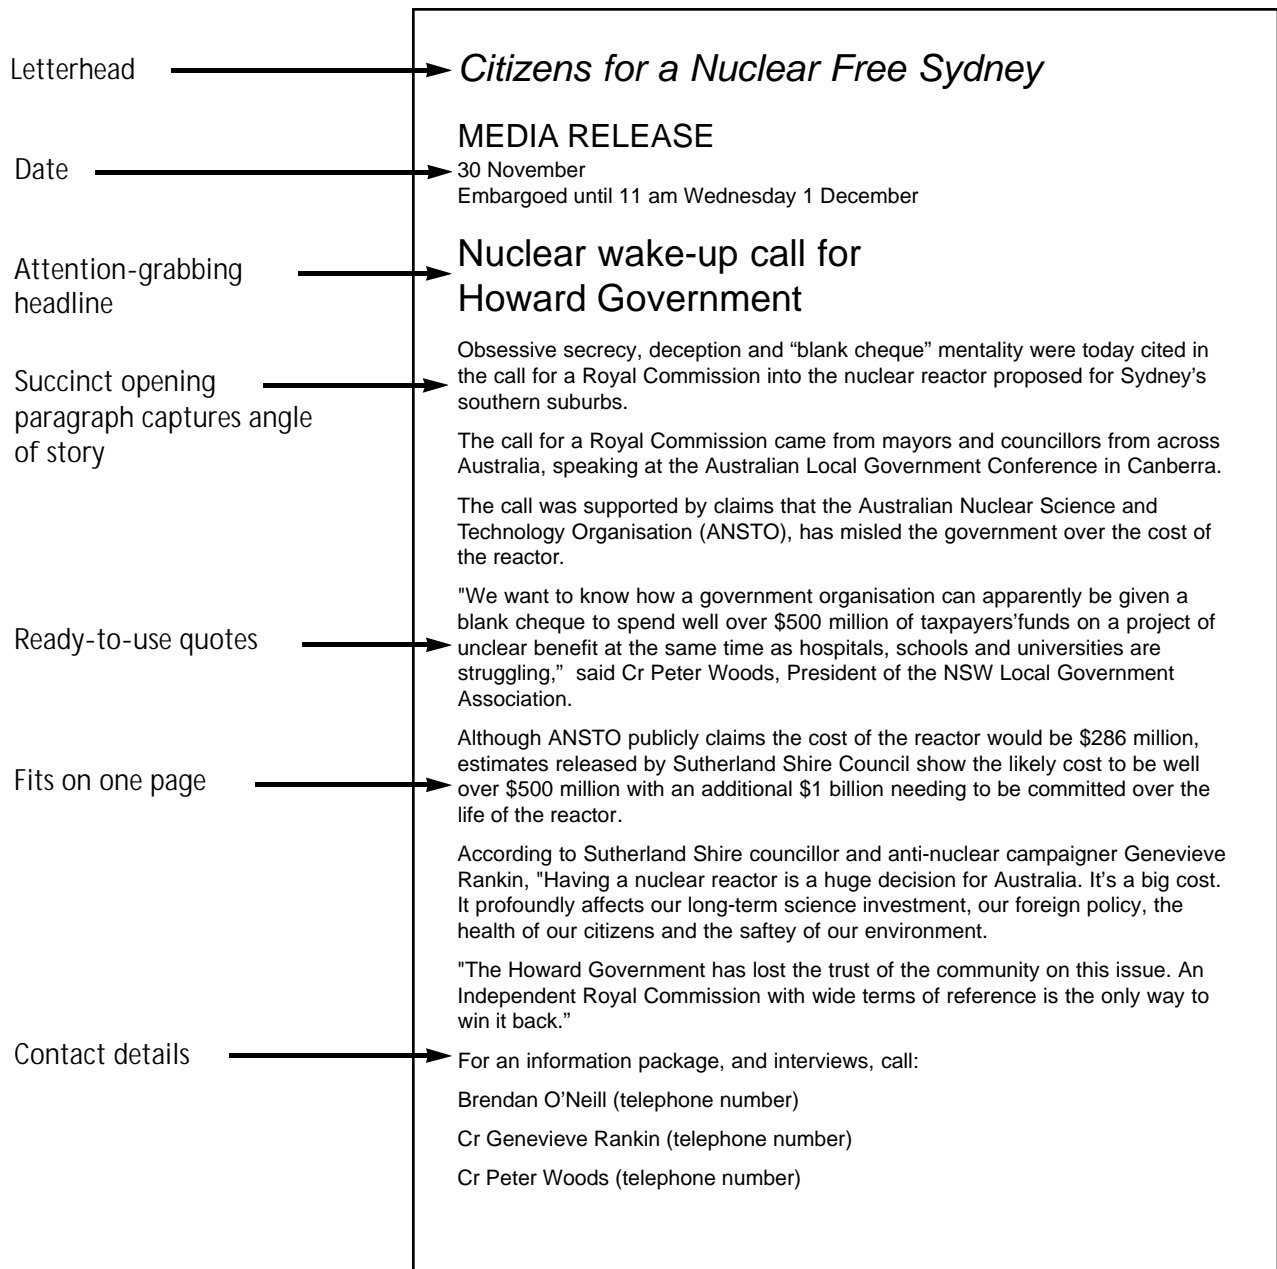 Letterhead
Citizens for a Nuclear Free Sydney
MEDIA RELEASE
Date
30 November
Embargoed until 11 am Wednesday 1 December
Attention-grabbing
headline
Nuclear wake-up call for
Howard Government
Succinct opening
paragraph captures angle
of story
Obsessive secrecy, deception and “blank cheque” mentality were today cited in
the call for a Royal Commission into the nuclear reactor proposed for Sydney’s
southern suburbs.
The call for a Royal Commission came from mayors and councillors from across
Australia, speaking at the Australian Local Government Conference in Canberra.
The call was supported by claims that the Australian Nuclear Science and
Technology Organisation (ANSTO), has misled the government over the cost of
the reactor.
Ready-to-use quotes
"We want to know how a government organisation can apparently be given a
blank cheque to spend well over $500 million of taxpayers’funds on a project of
unclear benefit at the same time as hospitals, schools and universities are
struggling,”  said Cr Peter Woods, President of the NSW Local Government
Association.
Fits on one page
Although ANSTO publicly claims the cost of the reactor would be $286 million,
estimates released by Sutherland Shire Council show the likely cost to be well
over $500 million with an additional $1 billion needing to be committed over the
life of the reactor.
According to Sutherland Shire councillor and anti-nuclear campaigner Genevieve
Rankin, "Having a nuclear reactor is a huge decision for Australia. It’s a big cost.
It profoundly affects our long-term science investment, our foreign policy, the
health of our citizens and the saftey of our environment.
"The Howard Government has lost the trust of the community on this issue. An
Independent Royal Commission with wide terms of reference is the only way to
win it back.”
Contact details
For an information package, and interviews, call:
Brendan O’Neill (telephone number)
Cr Genevieve Rankin (telephone number)
Cr Peter Woods (telephone number)